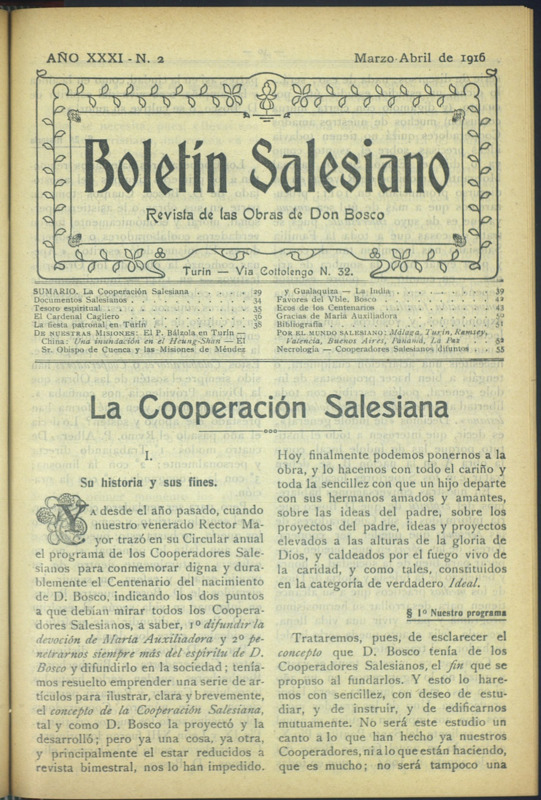 AÑO XXXI - N. 2
Marzo-Abril de 1916
Boletín Salesiano
Revista de las Obras de Don Bosco
Turín — Via Cottolengo N. 32.
SUMARIO. La Cooperación Salesiana . . . . . 29
Documentos Salesianos . . . . . 34
Tesoro espiritual . . . . . 35
El Cardenal Cagliero . . . . . 36
La fiesta patronal en Turín . . . . . 38
DE NUESTRAS MISIONES: El P. Bálzola en Turín —
China: Una inundación en el Heung-Shan — El
Sr. Obispo de Cuenca y las Misiones de Méndez
y Gualaquiza — La India . . . . . 39
Favores del Vble. Bosco . . . . . 42
Ecos de los Centenarios . . . . . 43
Gracias de María Auxiliadora . . . . . 50
Bibliografía . . . . . 51
POR EL MUNDO SALESIANO: Málaga, Turin, Ramsey,
Valencia, Buenos Aires, Panamá, La Paz . . . . . 52
Necrología — Cooperadores Salesianos difuntos . . . 55
La Cooperación Salesiana
I.
Su historia y sus fines.
YA desde el año pasado, cuando
nuestro venerado Rector Ma-
yor trazó en su Circular anual
el programa de los Cooperadores Sale-
sianos para conmemorar digna y dura-
blemente el Centenario del nacimiento
de D. Bosco, indicando los dos puntos
a que debían mirar todos los Coopera-
dores Salesianos, a saber, 1º difundir la
devoción de María Auxiliadora y 2º pe-
netrarnos siempre más del espíritu de D.
Bosco y difundirlo en la sociedad; tenía-
mos resuelto emprender una serie de ar-
tículos para ilustrar, clara y brevemente,
el concepto de la Cooperación Salesiana,
tal y como D. Bosco la proyectó y la
desarrolló; pero ya una cosa, ya otra,
y principalmente el estar reducidos a
revista bimestral, nos lo han impedido.
Hoy finalmente podemos ponernos a la
obra, y lo hacemos con todo el cariño y
toda la sencillez con que un hijo departe
con sus hermanos amados y amantes,
sobre las ideas del padre, sobre los
proyectos del padre, ideas y proyectos
elevados a las alturas de la gloria de
Dios, y caldeados por el fuego vivo de
la caridad, y como tales, constituidos
en la categoría de verdadero Ideal.
§ 1º Nuestro programa
Trataremos, pues, de esclarecer el
concepto que D. Bosco tenía de los
Cooperadores Salesianos, el fin que se
propuso al fundarlos. Y esto lo hare-
mos con sencillez, con deseo de estu-
diar, y de instruir, y de edificarnos
mutuamente. No será este estudio un
canto a lo que han hecho ya nuestros
Cooperadores, ni a lo que están haciendo,
que es mucho; no será tampoco una